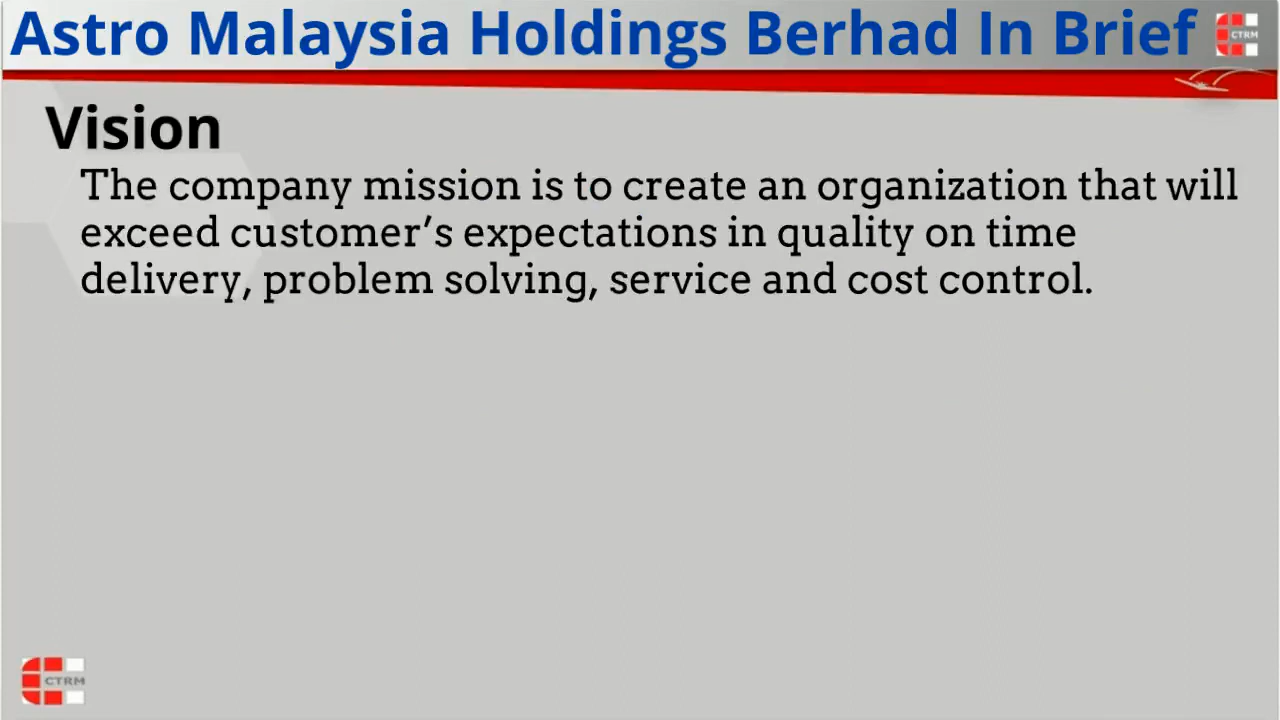 Astro Malaysia Holdings Berhad In Brief
CTRM
Vision
The company mission is to create an organization that will
exceed customer’s expectations in quality on time
delivery, problem solving, service and cost control.
CTRM